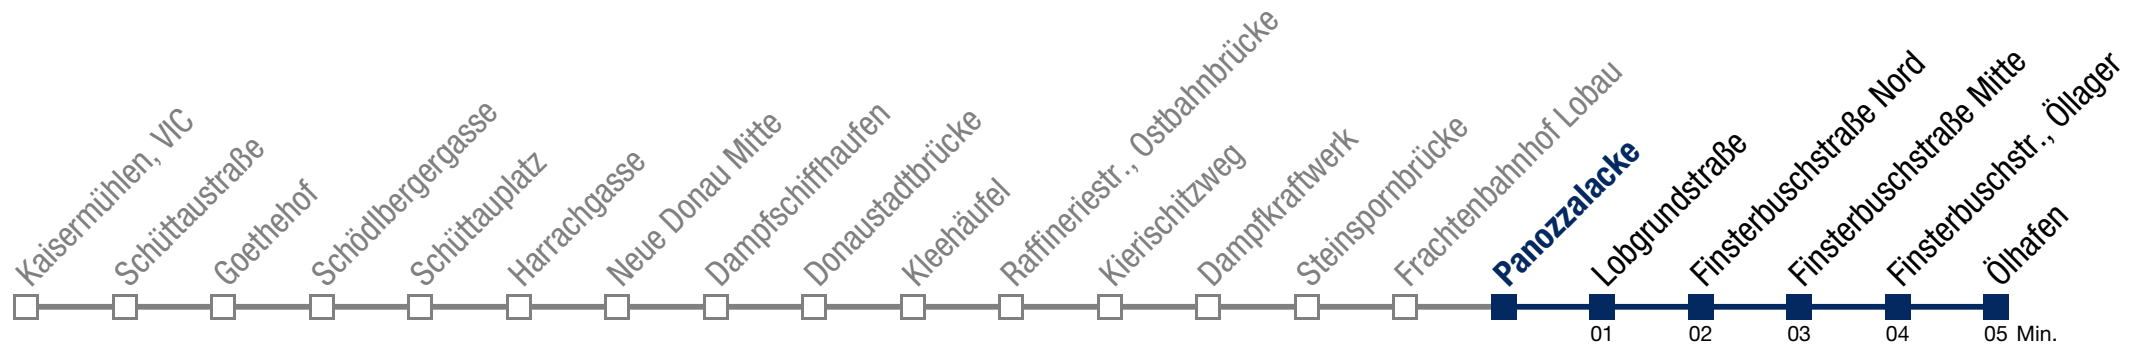 Kaisermühlen, VIC
Schüttaustraße
Goethehof
Schödlbergergasse
Schüttauplatz
Harrachgasse
Neue Donau Mitte
Dampfschiffhaufen
Donaustadtbrücke
Kleehäufel
Raffineriestr., Ostbahnbrücke
Kierischitzweg
Dampfkraftwerk
Steinspornbrücke
Frachtenbahnhof Lobau
Panozzalacke
Lobgrundstraße
Finsterbuschstraße Nord
Finsterbuschstraße Mitte
Finsterbuschstr., Öllager
Ölhafen
01 02 03 04 05 Min.